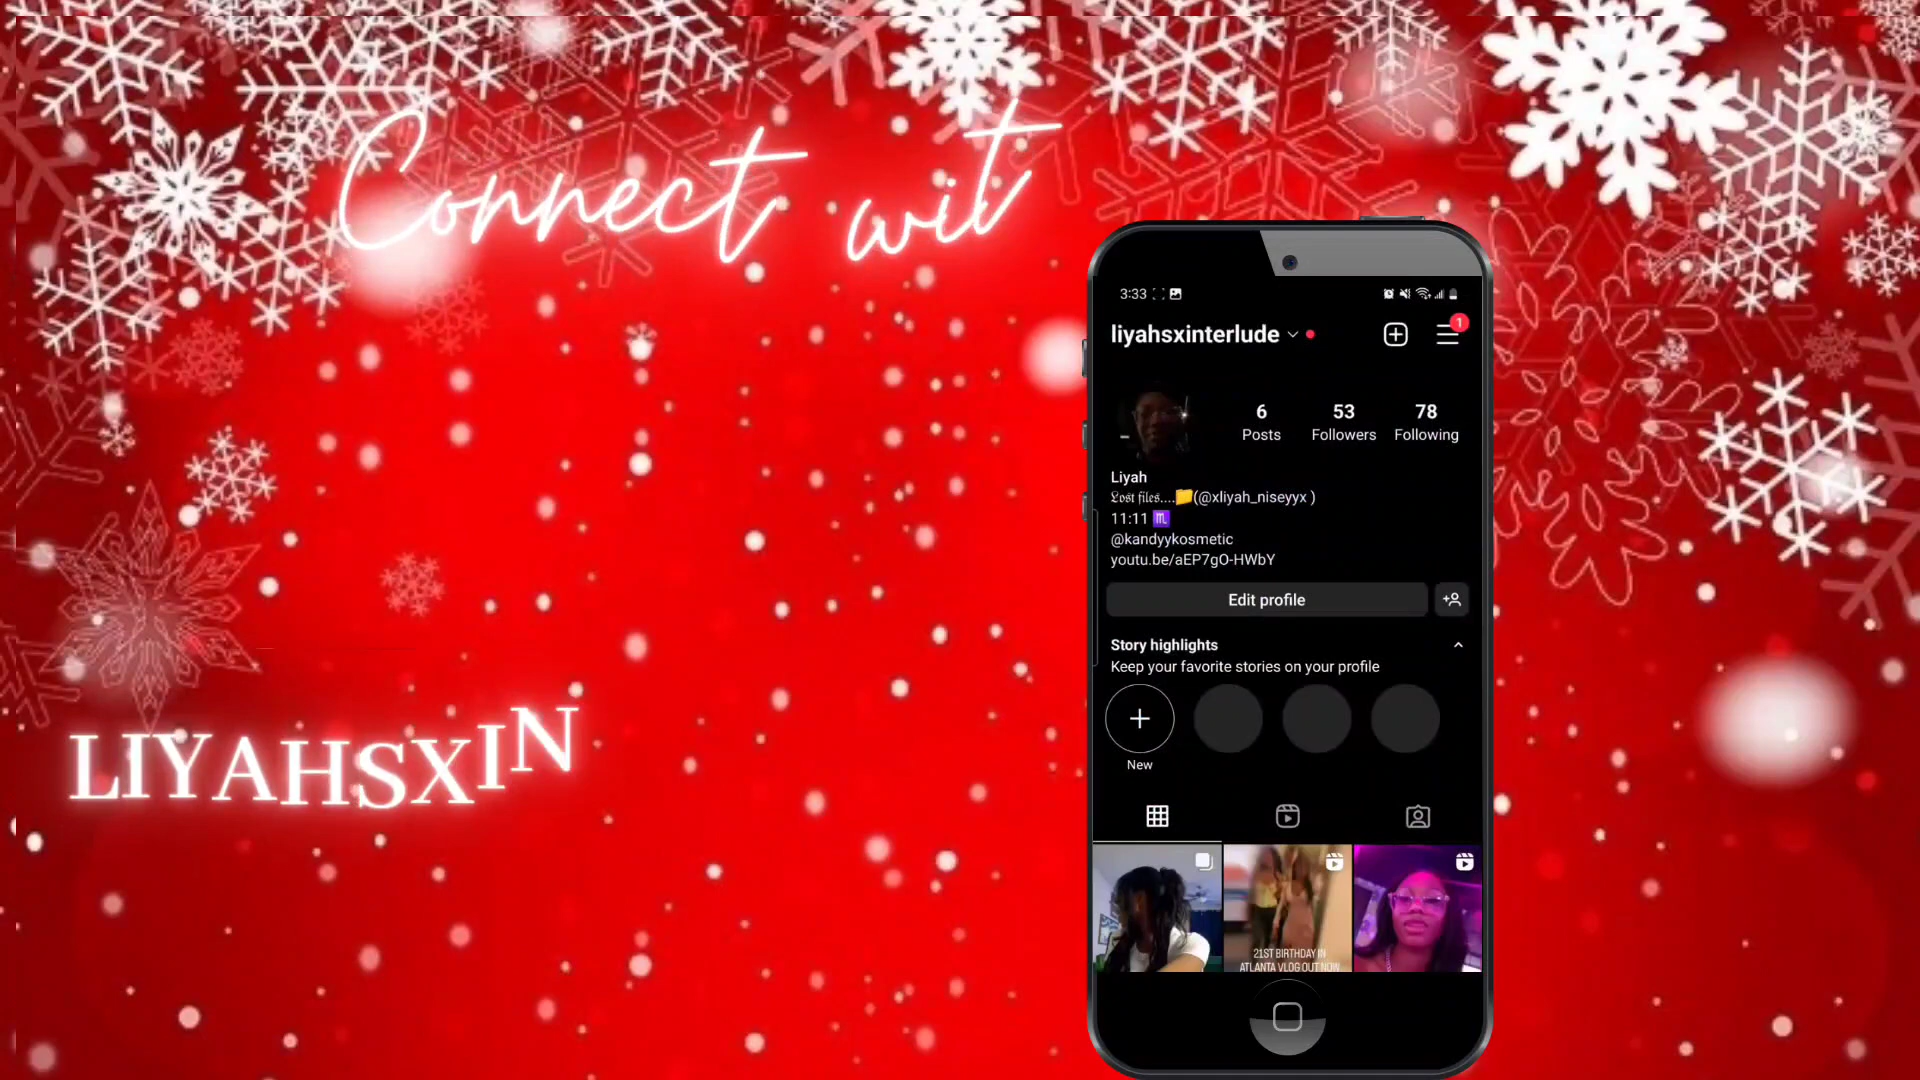 Connect wit
LIYAHSXIN
3:33
liyahsxinterlude
1
6 53 78
Posts Followers Following
Liyah
𝔏𝔬𝔰𝔱 𝔣𝔦𝔩𝔢𝔰....📁(@xliyah_niseyyx )
11:11 ♏
@kandyykosmetic
youtu.be/aEP7gO-HWbY
Edit profile
Story highlights
Keep your favorite stories on your profile
New
21ST BIRTHDAY IN
ATLANTA VLOG OUT NOW